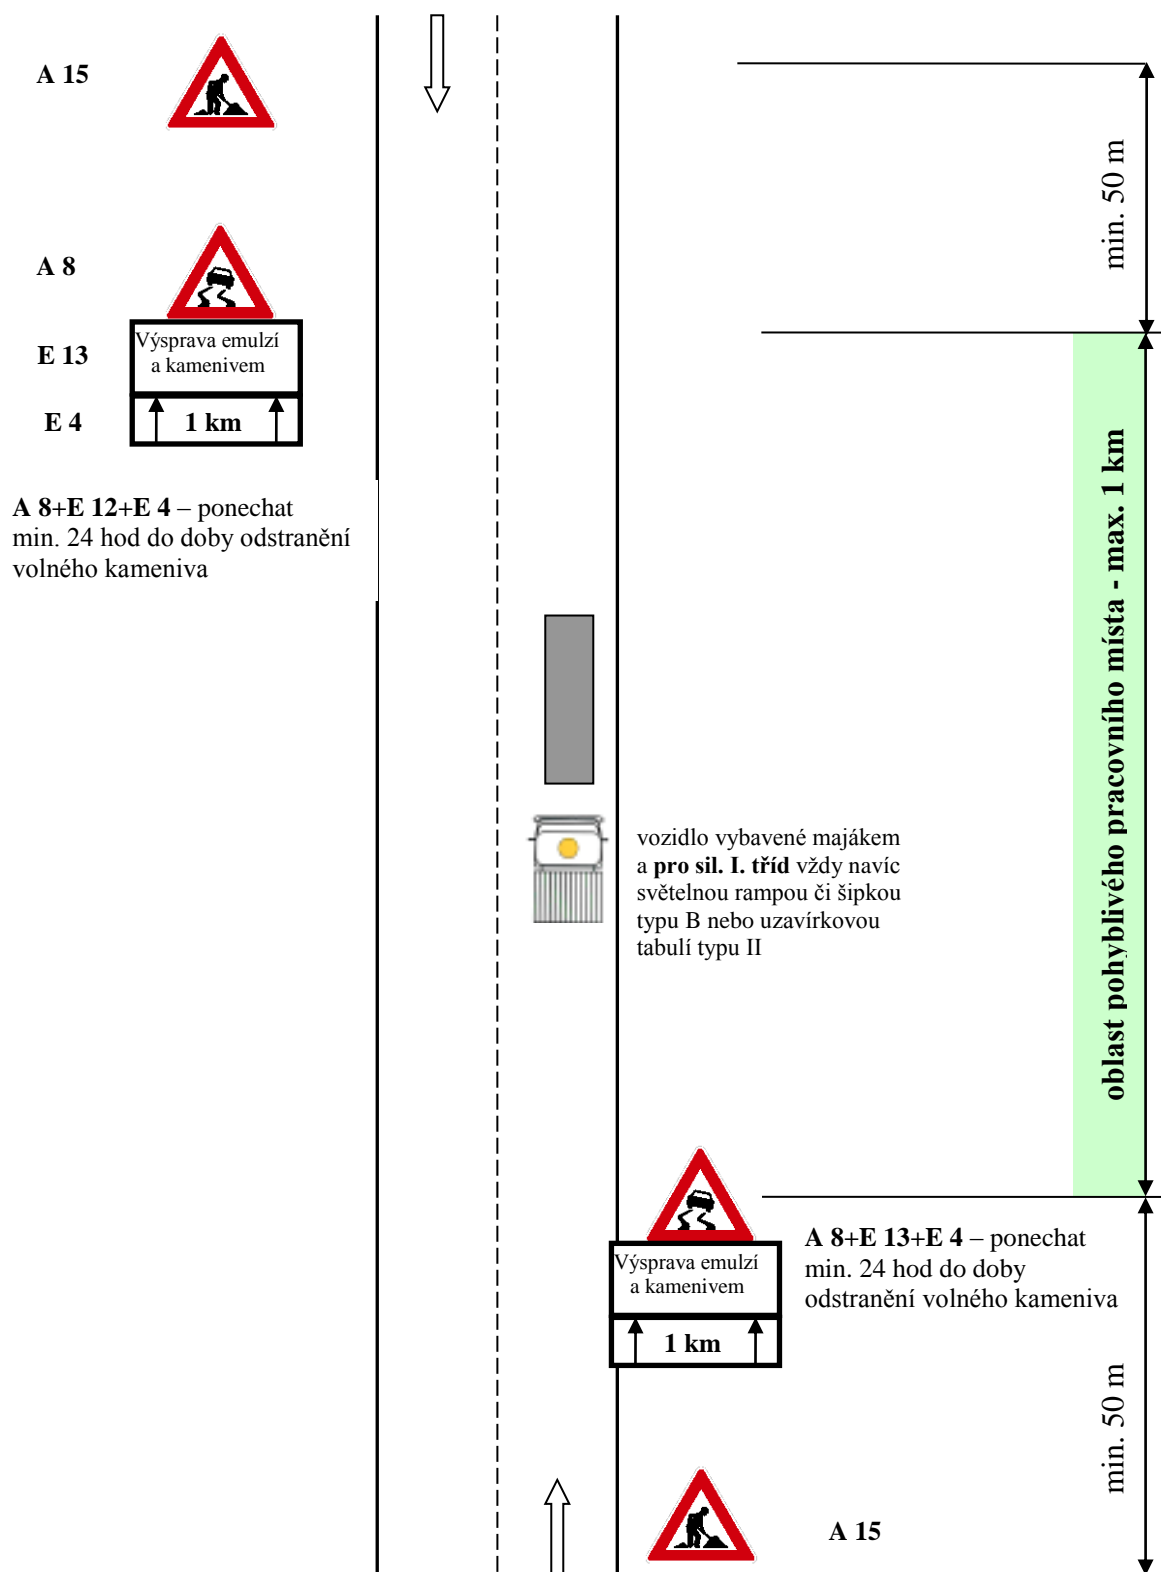 A 15
min. 50 m
A 8
E 13
Výsprava emulzí
a kamenivem
E 4
1 km
A 8+E 12+E 4 – ponechat
min. 24 hod do doby odstranění
volného kameniva
oblast pohyblivého pracovního místa - max. 1 km
vozidlo vybavené majákem
a pro sil. I. tříd vždy navíc
světelnou rampou či šipkou
typu B nebo uzavírkovou
tabulí typu II
Výsprava emulzí
a kamenivem
1 km
A 8+E 13+E 4 – ponechat
min. 24 hod do doby
odstranění volného kameniva
min. 50 m
A 15